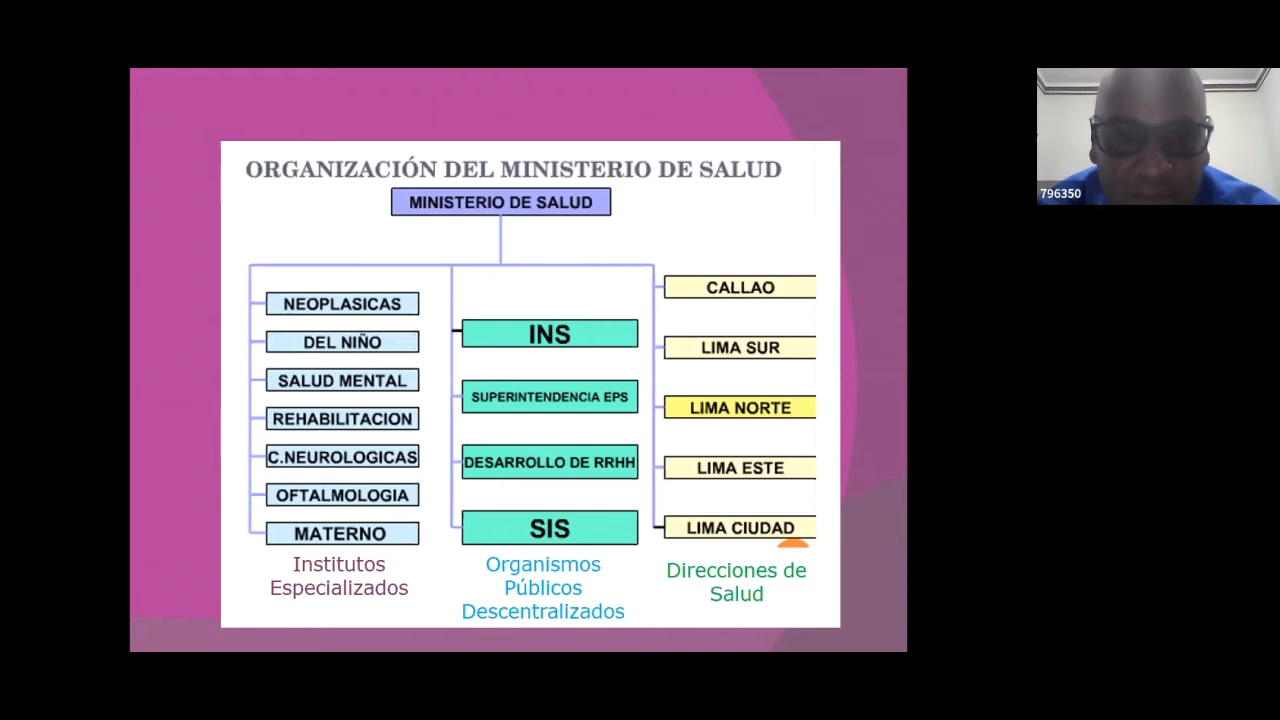 ORGANIZACIÓN DEL MINISTERIO DE SALUD
MINISTERIO DE SALUD
NEOPLASICAS
DEL NIÑO
SALUD MENTAL
REHABILITACION
C.NEUROLOGICAS
OFTALMOLOGIA
MATERNO
Institutos
Especializados
INS
SUPERINTENDENCIA EPS
DESARROLLO DE RRHH
SIS
Organismos
Públicos
Descentralizados
CALLAO
LIMA SUR
LIMA NORTE
LIMA ESTE
LIMA CIUDAD
Direcciones de
Salud
796350